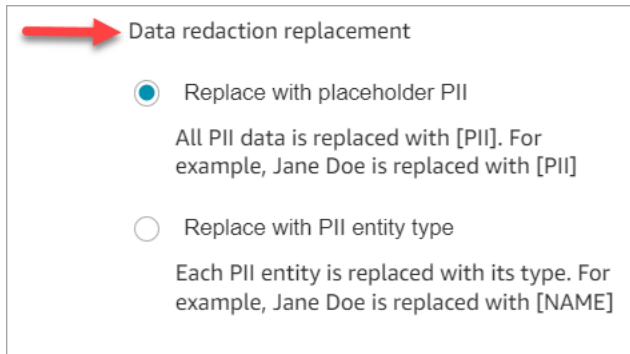 Data redaction replacement
Replace with placeholder PII
All PII data is replaced with [PII]. For
example, Jane Doe is replaced with [PII]
Replace with PII entity type
Each PII entity is replaced with its type. For
example, Jane Doe is replaced with [NAME]